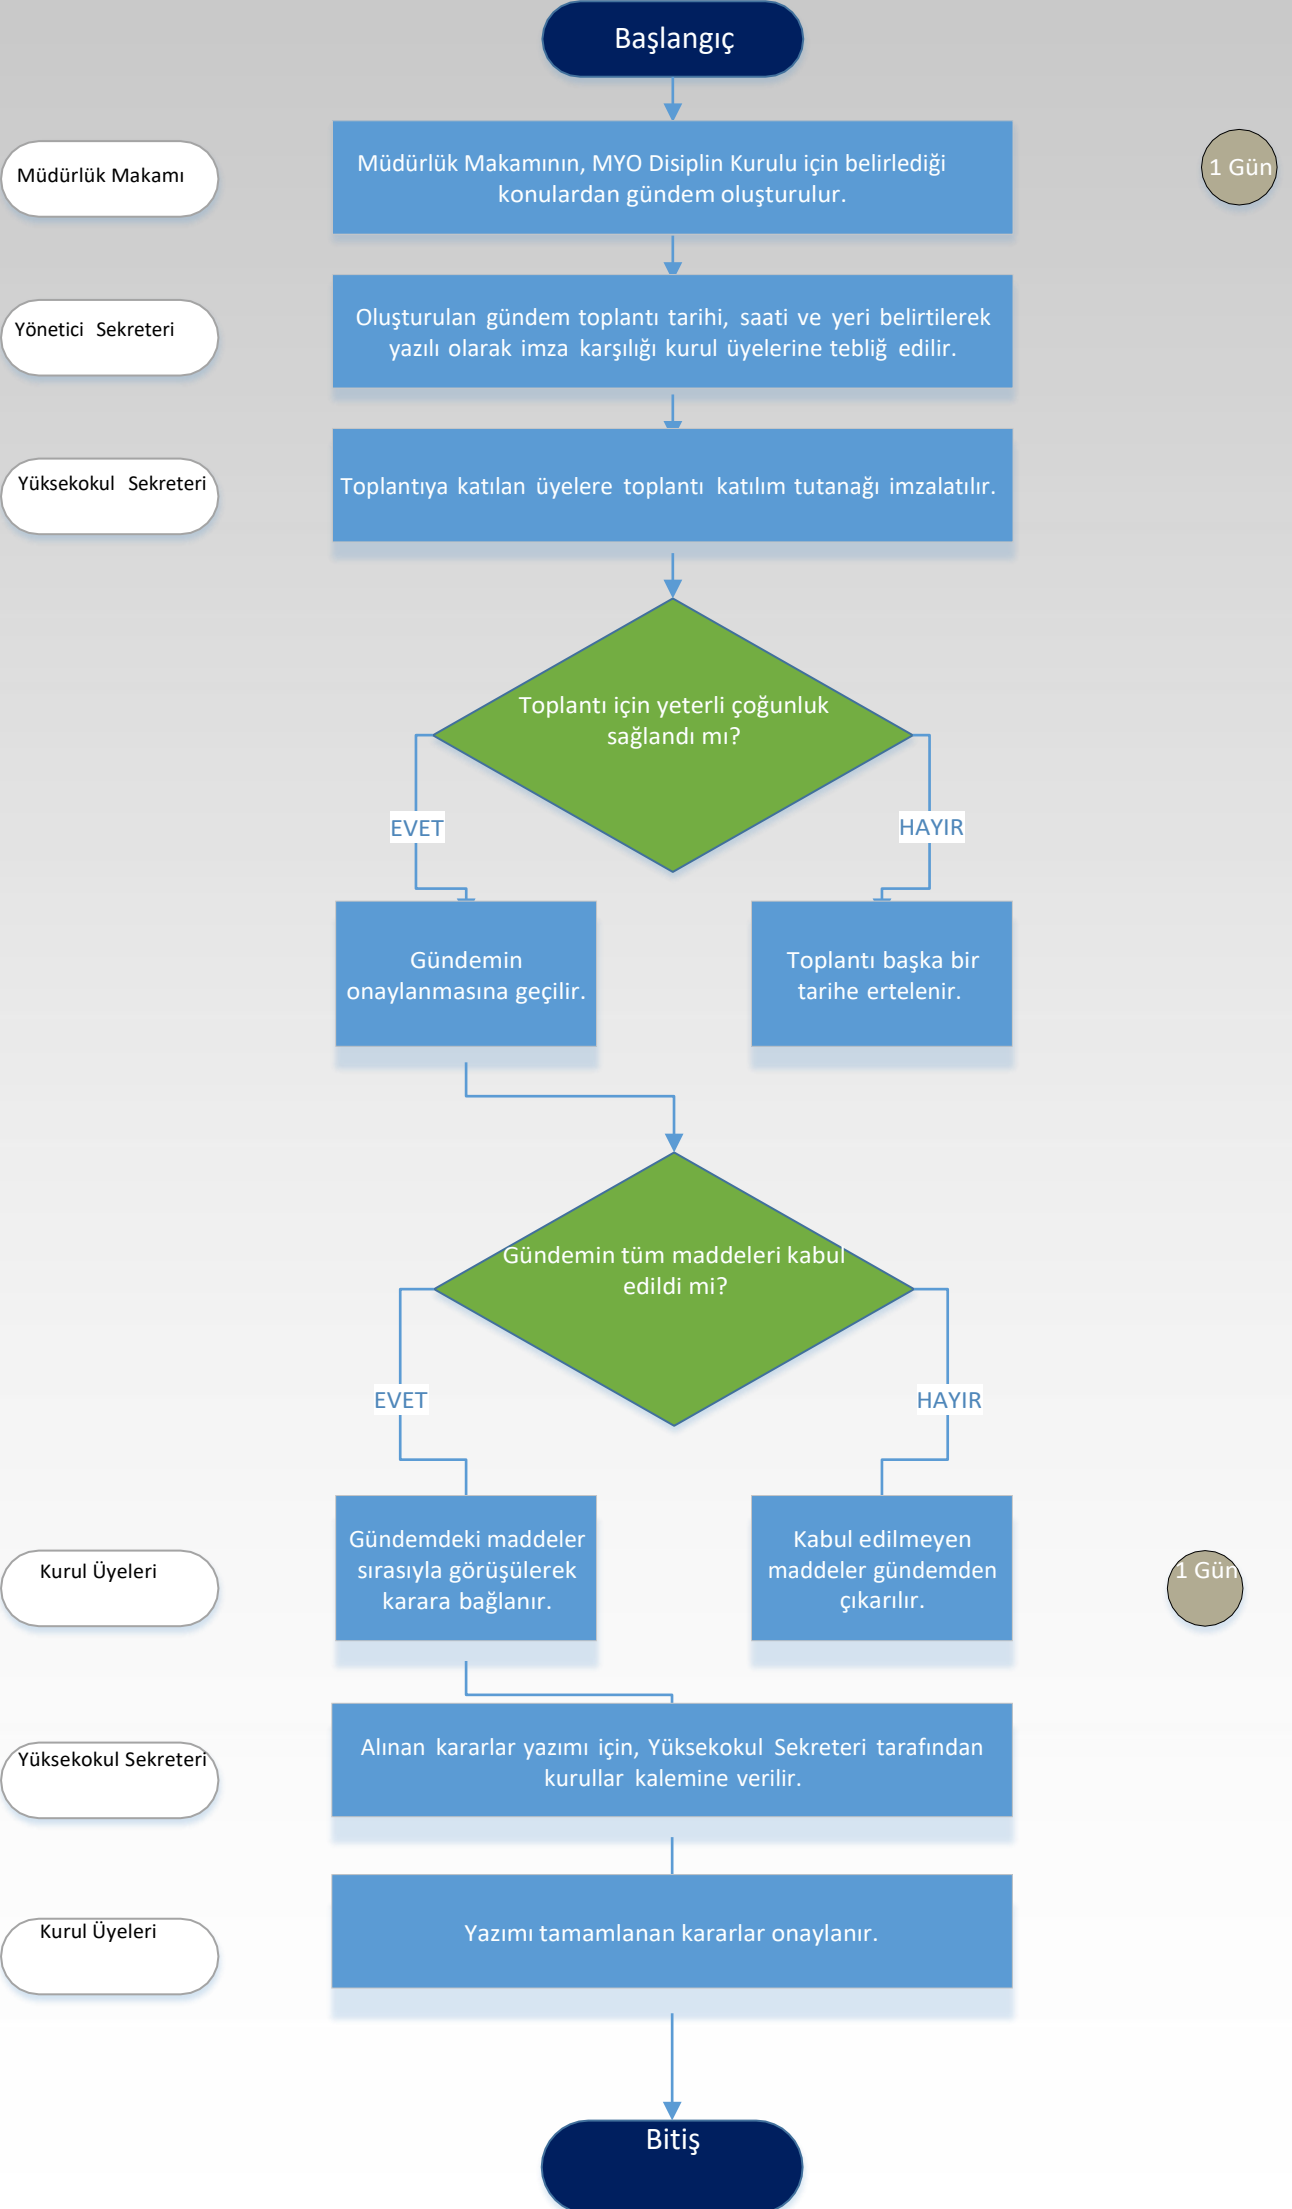 Başlangıç
Müdürlük Makamı
Müdürlük Makamının, MYO Disiplin Kurulu için belirlediği
konulardan gündem oluşturulur.
1 Gün
Yönetici Sekreteri
Oluşturulan gündem toplantı tarihi, saati ve yeri belirtilerek
yazılı olarak imza karşılığı kurul üyelerine tebliğ edilir.
Yüksekokul Sekreteri
Toplantıya katılan üyelere toplantı katılım tutanağı imzalatılır.
Toplantı için yeterli çoğunluk
sağlandı mı?
EVET
HAYIR
Gündemin
onaylanmasına geçilir.
Toplantı başka bir
tarihe ertelenir.
Gündemin tüm maddeleri kabul
edildi mi?
EVET
HAYIR
Kurul Üyeleri
Gündemdeki maddeler
sırasıyla görüşülerek
karara bağlanır.
Kabul edilmeyen
maddeler gündemden
çıkarılır.
1 Gün
Yüksekokul Sekreteri
Alınan kararlar yazımı için, Yüksekokul Sekreteri tarafından
kurullar kalemine verilir.
Kurul Üyeleri
Yazımı tamamlanan kararlar onaylanır.
Bitiş